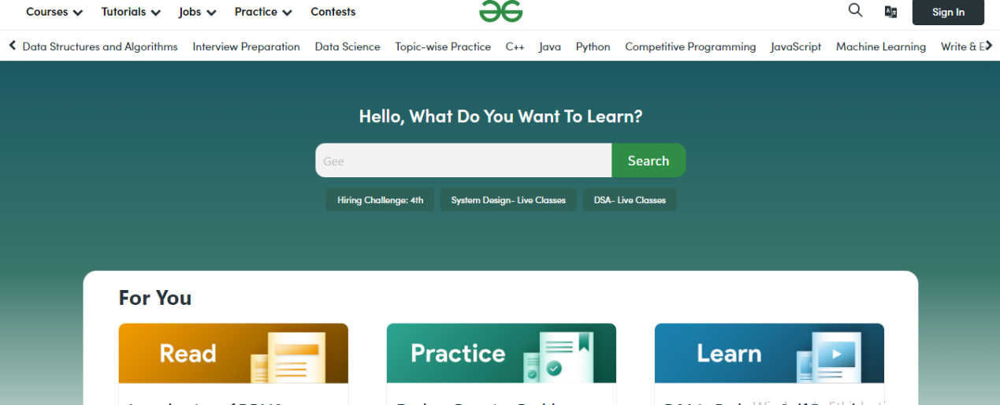 Courses Tutorials Jobs Practice Contests Sign In
Data Structures and Algorithms Interview Preparation Data Science Topic-wise Practice C++ Java Python Competitive Programming JavaScript Machine Learning Write & E
Hello, What Do You Want To Learn?
Gee Search
Hiring Challenge: 4th System Design- Live Classes DSA- Live Classes
For You
Read Practice Learn